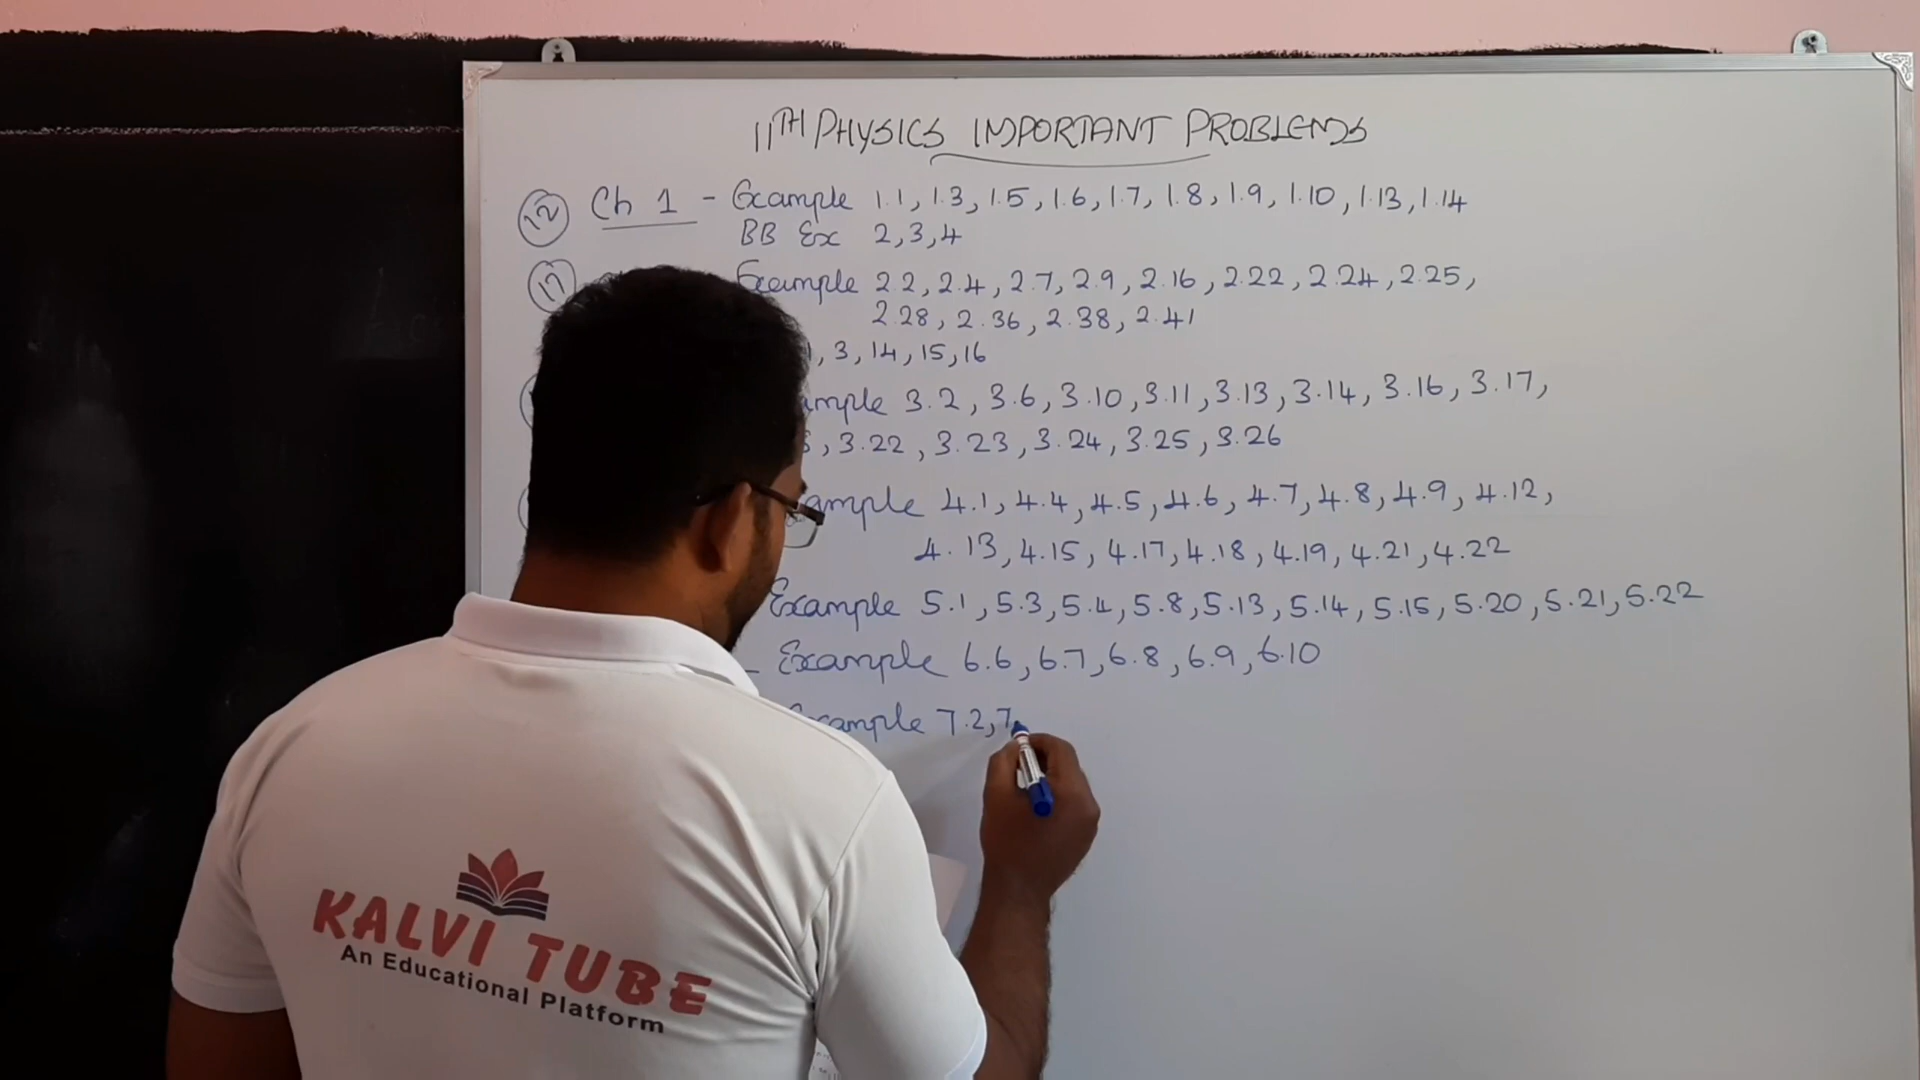 11TH PHYSICS IMPORTANT PROBLEMS
12 Ch 1 - Example 1.1, 1.3, 1.5, 1.6, 1.7, 1.8, 1.9, 1.10, 1.13, 1.14
BB Ex 2, 3, 4
17 Example 2.2, 2.4, 2.7, 2.9, 2.16, 2.22, 2.24, 2.25,
2.28, 2.36, 2.38, 2.41
, 3, 14, 15, 16
ample 3.2, 3.6, 3.10, 3.11, 3.13, 3.14, 3.16, 3.17,
, 3.22, 3.23, 3.24, 3.25, 3.26
ample 4.1, 4.4, 4.5, 4.6, 4.7, 4.8, 4.9, 4.12,
4.13, 4.15, 4.17, 4.18, 4.19, 4.21, 4.22
Example 5.1, 5.3, 5.4, 5.8, 5.13, 5.14, 5.15, 5.20, 5.21, 5.22
- Example 6.6, 6.7, 6.8, 6.9, 6.10
Example 7.2, 7
KALVI TUBE
An Educational Platform